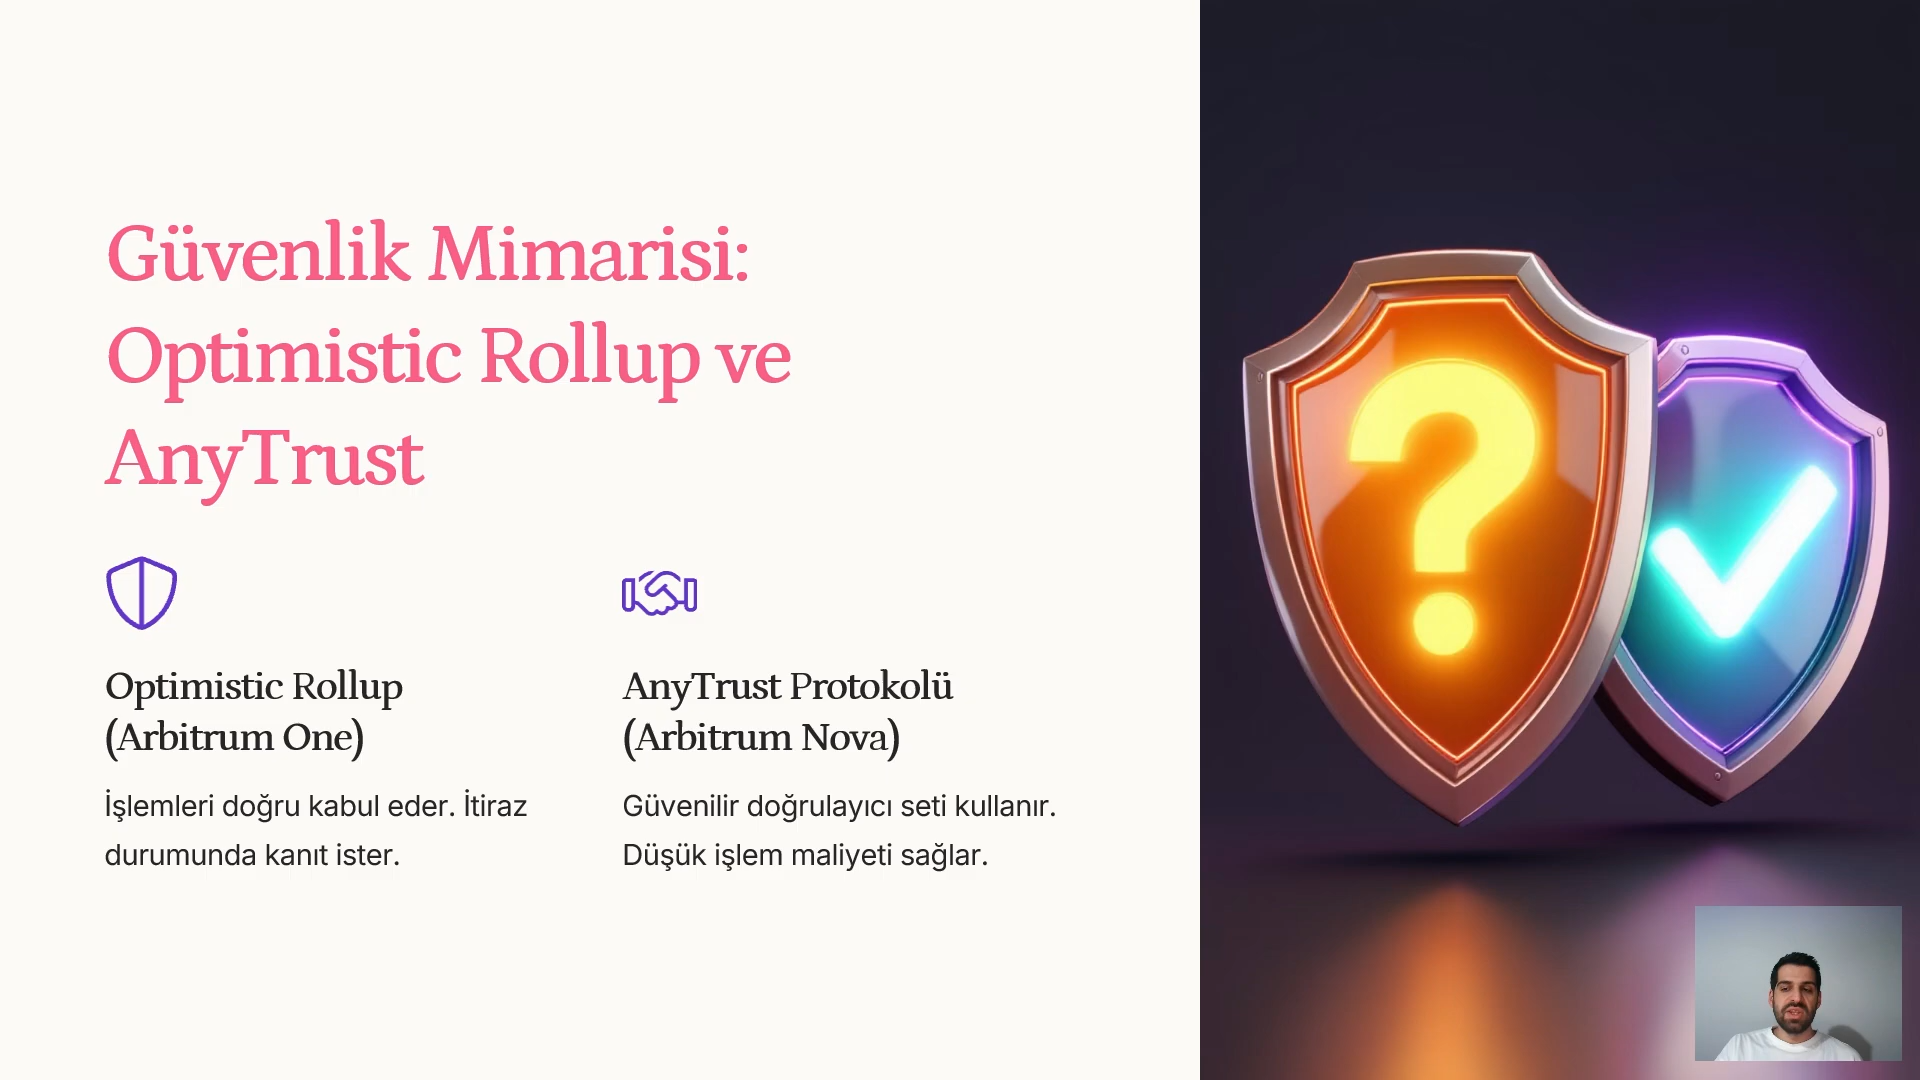 Güvenlik Mimarisi:
Optimistic Rollup ve
AnyTrust
Optimistic Rollup
(Arbitrum One)
İşlemleri doğru kabul eder. İtiraz
durumunda kanıt ister.
AnyTrust Protokolü
(Arbitrum Nova)
Güvenilir doğrulayıcı seti kullanır.
Düşük işlem maliyeti sağlar.